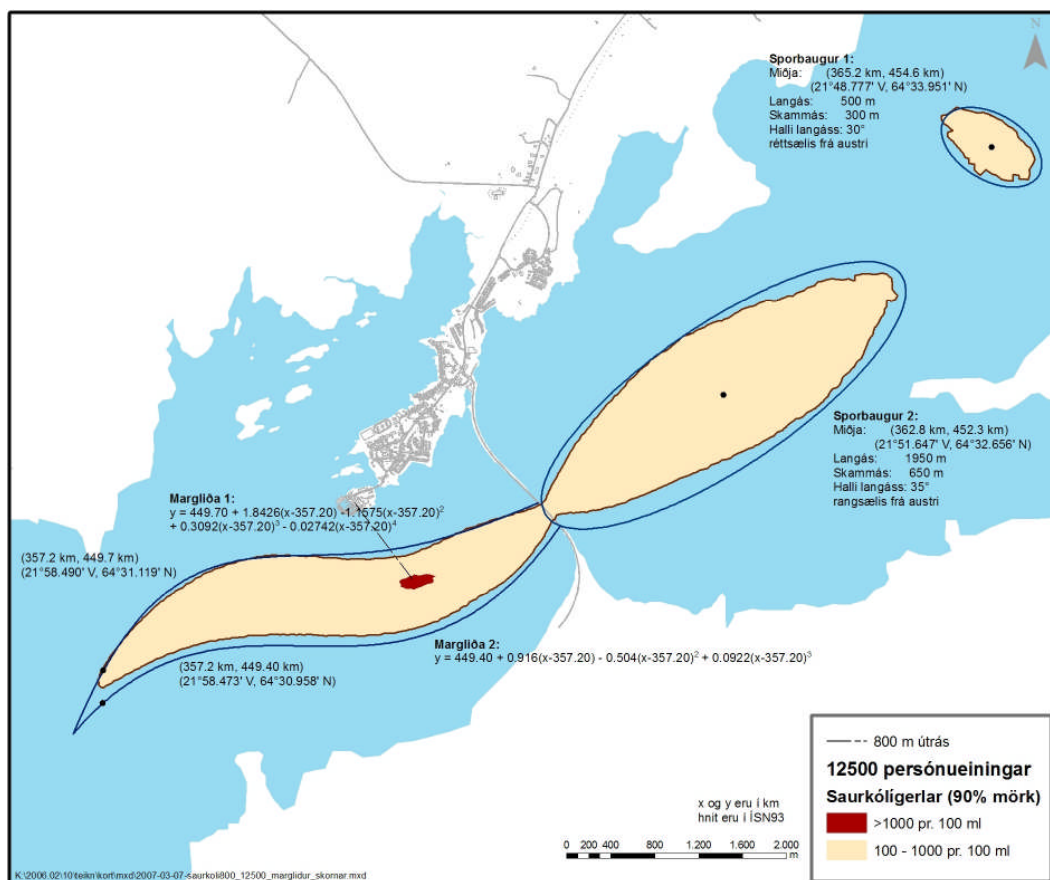 N
Sporbaugur 1:
Miðja: (365.2 km, 454.6 km)
(21°48.777' V, 64°33.951' N)
Langás: 500 m
Skammás: 300 m
Halli langáss: 30°
réttsælis frá austri
Sporbaugur 2:
Miðja: (362.8 km, 452.3 km)
(21°51.647' V, 64°32.656' N)
Langás: 1950 m
Skammás: 650 m
Halli langáss: 35°
rangsælis frá austri
Margliða 1:
y = 449.70 + 1.8426(x-357.20) - 1.1575(x-357.20)²
+ 0.3092(x-357.20)³ - 0.02742(x-357.20)⁴
(357.2 km, 449.7 km)
(21°58.490' V, 64°31.119' N)
Margliða 2:
y = 449.40 + 0.916(x-357.20) - 0.504(x-357.20)² + 0.0922(x-357.20)³
(357.2 km, 449.40 km)
(21°58.473' V, 64°30.958' N)
800 m útrás
12500 persónueiningar
Saurkólígerlar (90% mörk)
>1000 pr. 100 ml
100 - 1000 pr. 100 ml
x og y eru í km
hnit eru í ÍSN93
0 200 400 800 1.200 1.600 2.000
m
K:\2006.02\10\teikn\kort\mxd\2007-03-07-saurkoli800_12500_marglidur_skornar.mxd